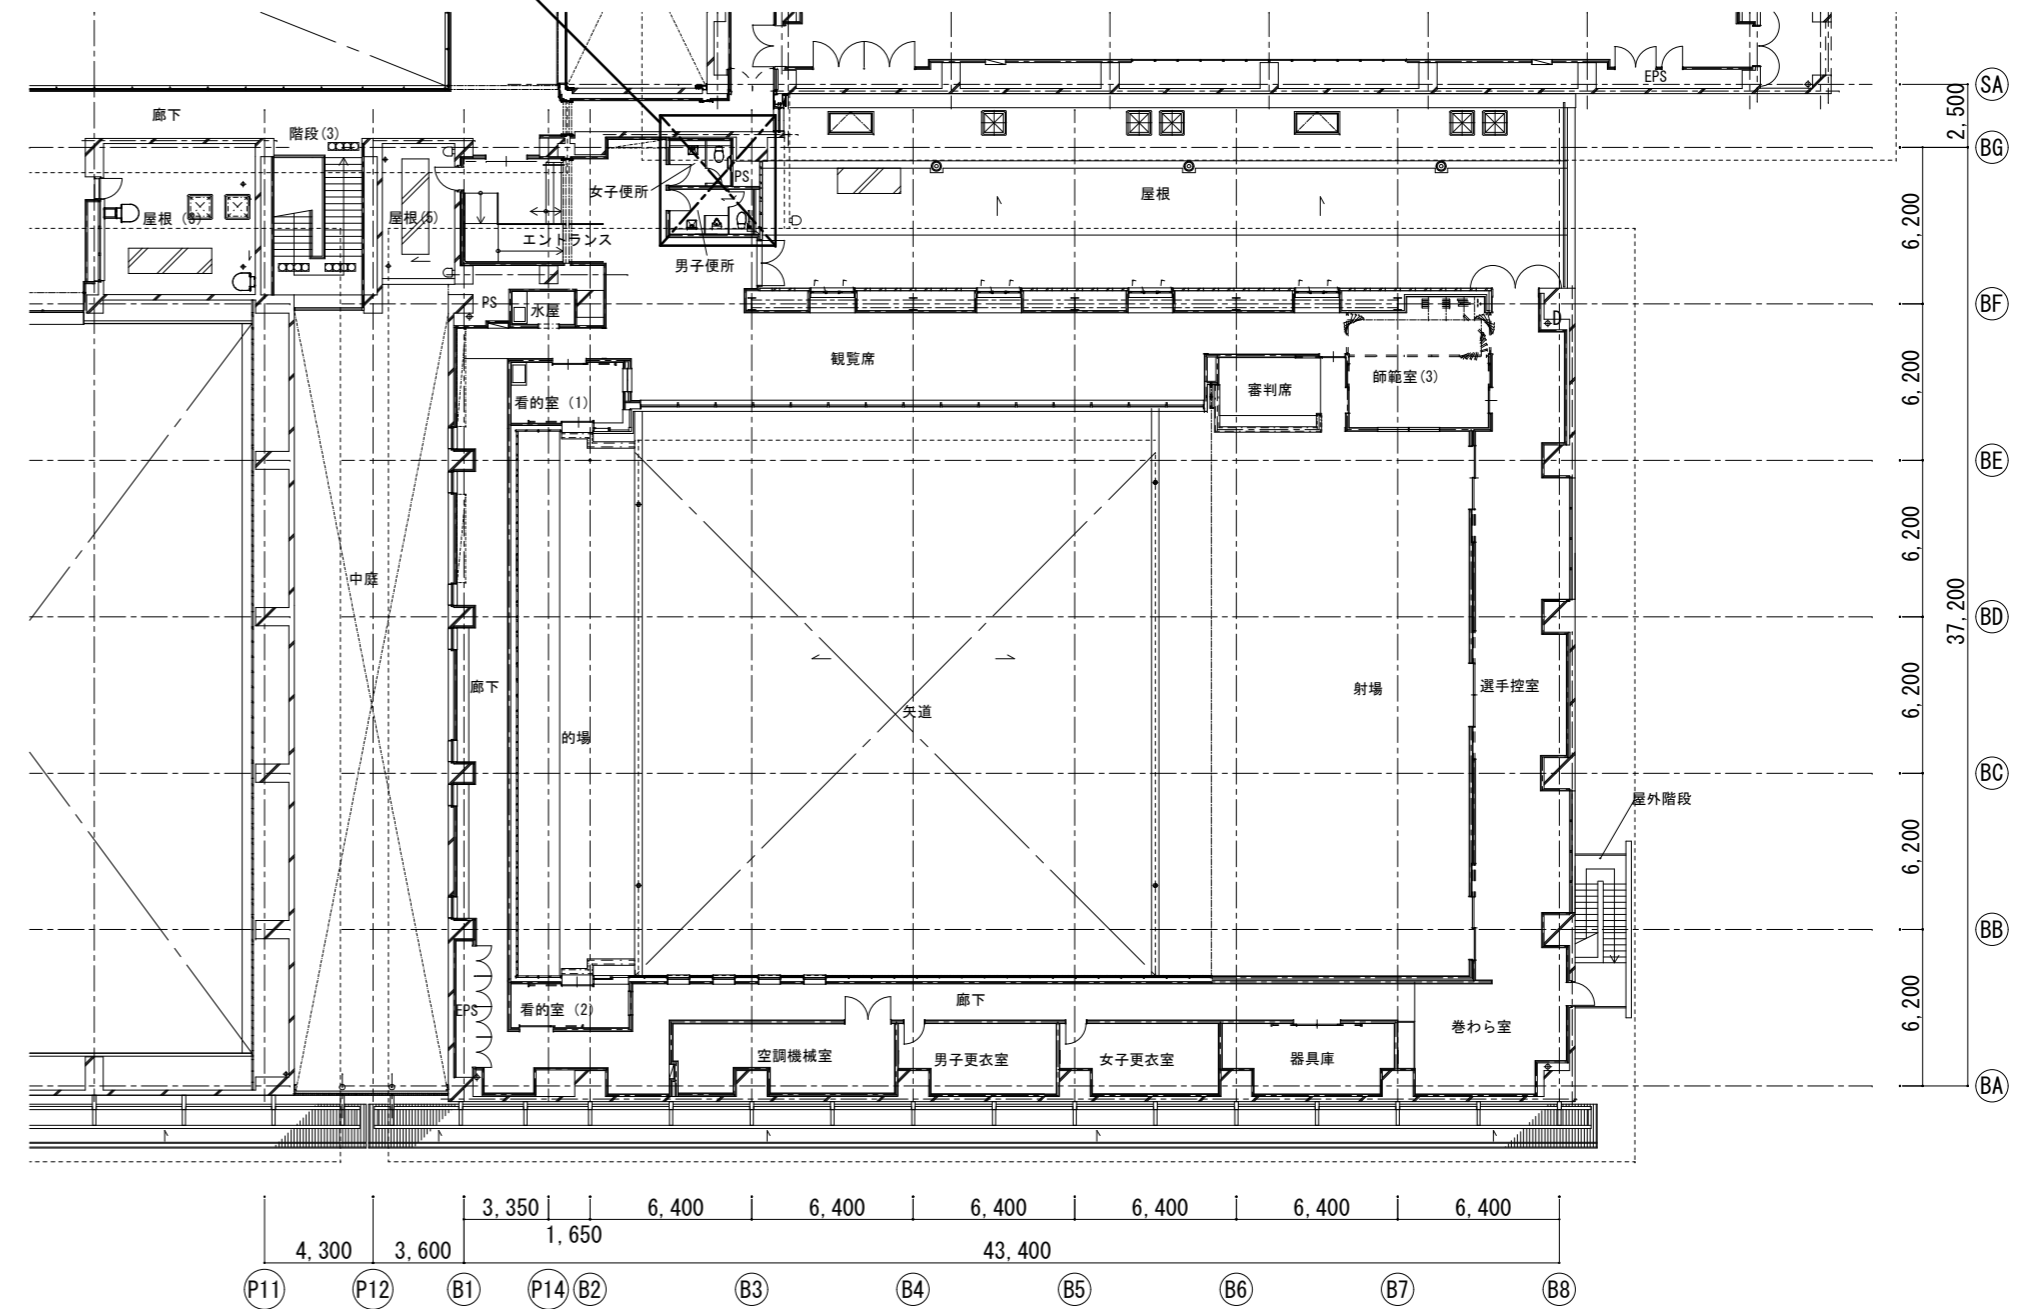 EPS
SA
廊下
2,500
階段(3)
BG
PS
女子便所
屋根
屋根(5)
6,200
エントランス
男子便所
PS
水屋
BF
D
観覧席
師範室(3)
6,200
審判席
看的室 (1)
BE
6,200
中庭
37,200
BD
廊下
選手控室
射場
6,200
矢道
的場
BC
屋外階段
6,200
BB
廊下
EPS
看的室 (2)
6,200
巻わら室
空調機械室
男子更衣室
女子更衣室
器具庫
BA
3,350
6,400
6,400
6,400
6,400
6,400
6,400
1,650
4,300
3,600
43,400
P11
P12
B1
P14
B2
B3
B4
B5
B6
B7
B8